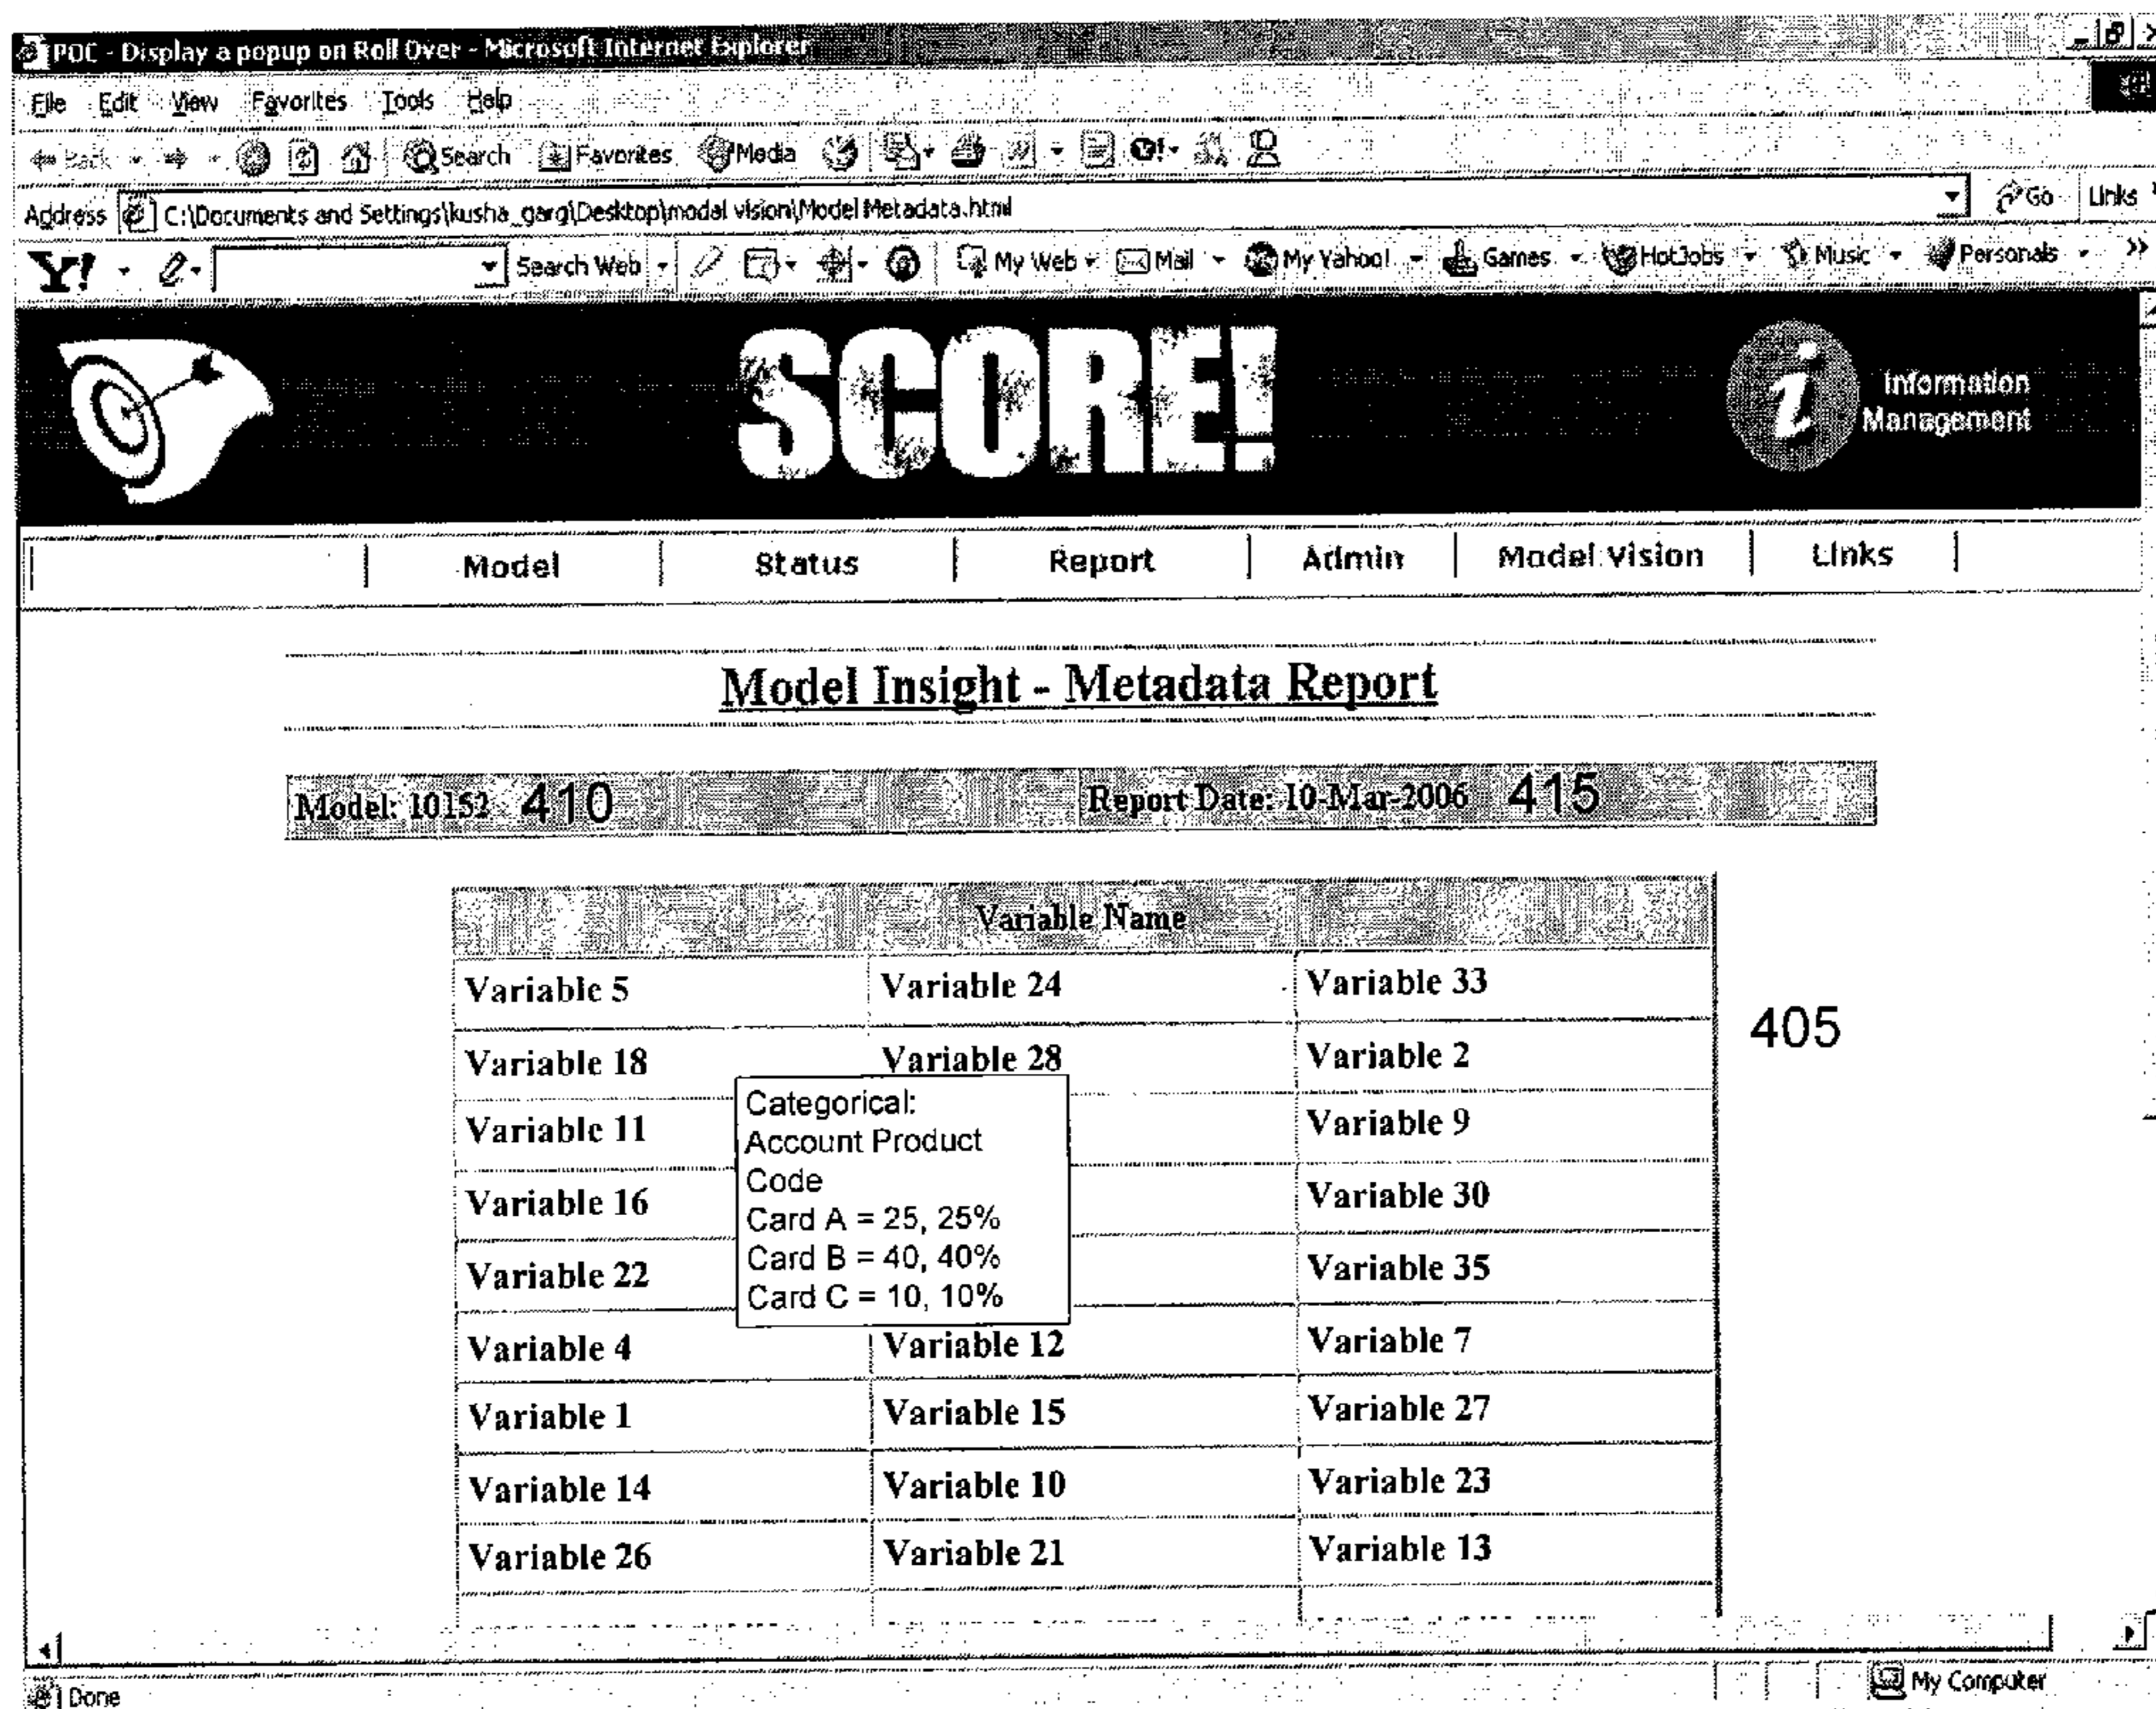 POC - Display a popup on Roll Over - Microsoft Internet Explorer
File Edit View Favorites Tools Help
Back Search Favorites Media
Address C:\Documents and Settings\kusha_garg\Desktop\modal vision\Model Metadata.html Go Links
Y! Search Web My Web Mail My Yahoo! Games HotJobs Music Personals »
SCORE!
i Information
Management
Model Status Report Admin Model Vision Links
Model Insight - Metadata Report
Model: 10152 410 Report Date: 10-Mar-2006 415
Variable Name
Variable 5 Variable 24 Variable 33
405
Variable 18 Variable 28 Variable 2
Categorical:
Variable 11 Account Product Variable 9
Code
Variable 16 Card A = 25, 25% Variable 30
Variable 22 Card B = 40, 40% Variable 35
Card C = 10, 10%
Variable 4 Variable 12 Variable 7
Variable 1 Variable 15 Variable 27
Variable 14 Variable 10 Variable 23
Variable 26 Variable 21 Variable 13
Done My Computer